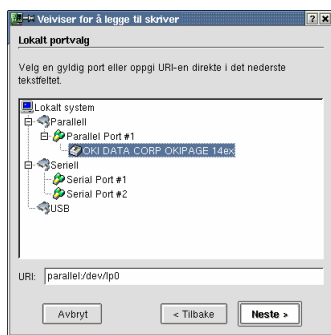 Veiviser for å legge til skriver
Lokalt portvalg
Velg en gyldig port eller oppgi URI-en direkte i det nederste
tekstfeltet.
Lokalt system
Parallell
Parallel Port #1
OKI DATA CORP OKIPAGE 14ex
Seriell
Serial Port #1
Serial Port #2
USB
URI: parallel:/dev/lp0
Avbryt < Tilbake Neste >